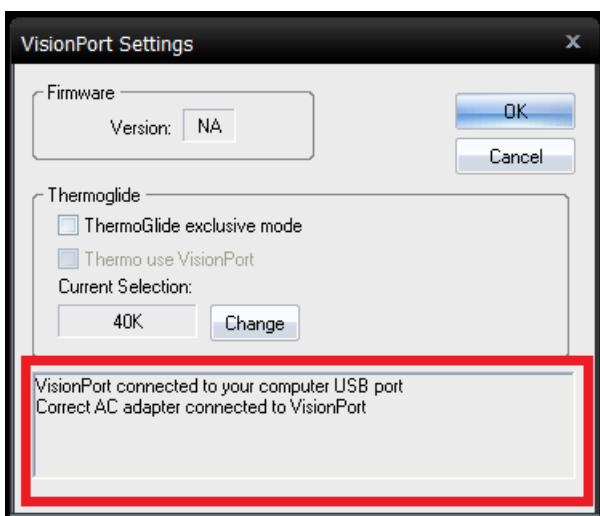 VisionPort Settings
x
Firmware
Version: NA
OK
Cancel
Thermoglide
ThermoGlide exclusive mode
Thermo use VisionPort
Current Selection:
40K
Change
VisionPort connected to your computer USB port
Correct AC adapter connected to VisionPort